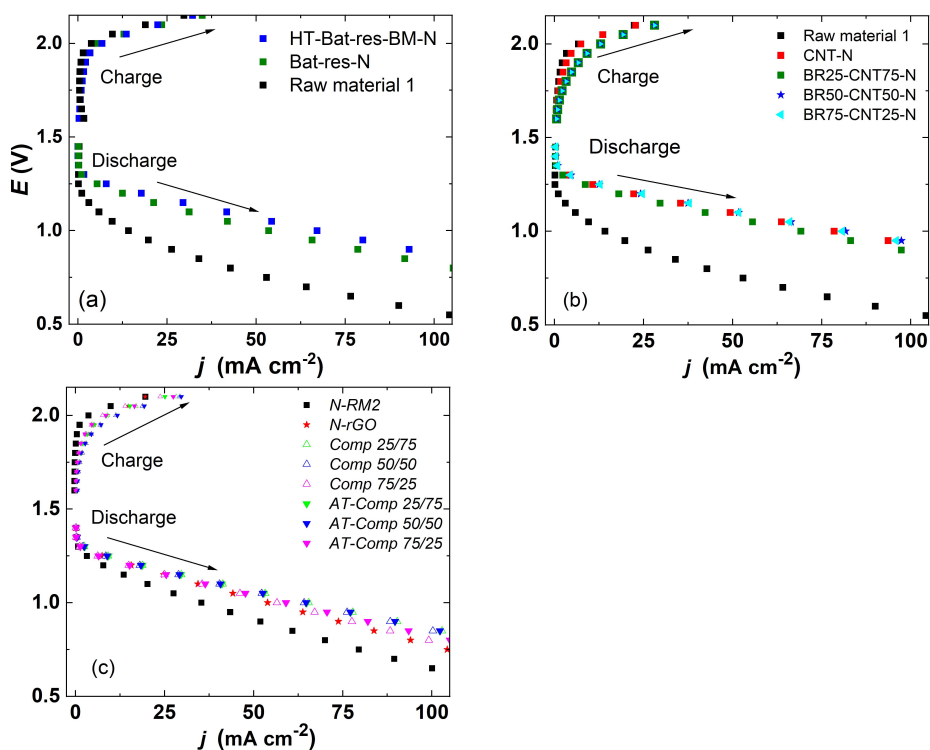 2.0
1.5
1.0
0.5
E (V)
HT-Bat-res-BM-N
Bat-res-N
Raw material 1
Charge
Discharge
(a)
0 25 50 75 100
j (mA cm-2)
2.0
1.5
1.0
0.5
Raw material 1
CNT-N
BR25-CNT75-N
BR50-CNT50-N
BR75-CNT25-N
Charge
Discharge
(b)
0 25 50 75 100
j (mA cm-2)
2.0
1.5
1.0
0.5
N-RM2
N-rGO
Comp 25/75
Comp 50/50
Comp 75/25
AT-Comp 25/75
AT-Comp 50/50
AT-Comp 75/25
Charge
Discharge
(c)
0 25 50 75 100
j (mA cm-2)